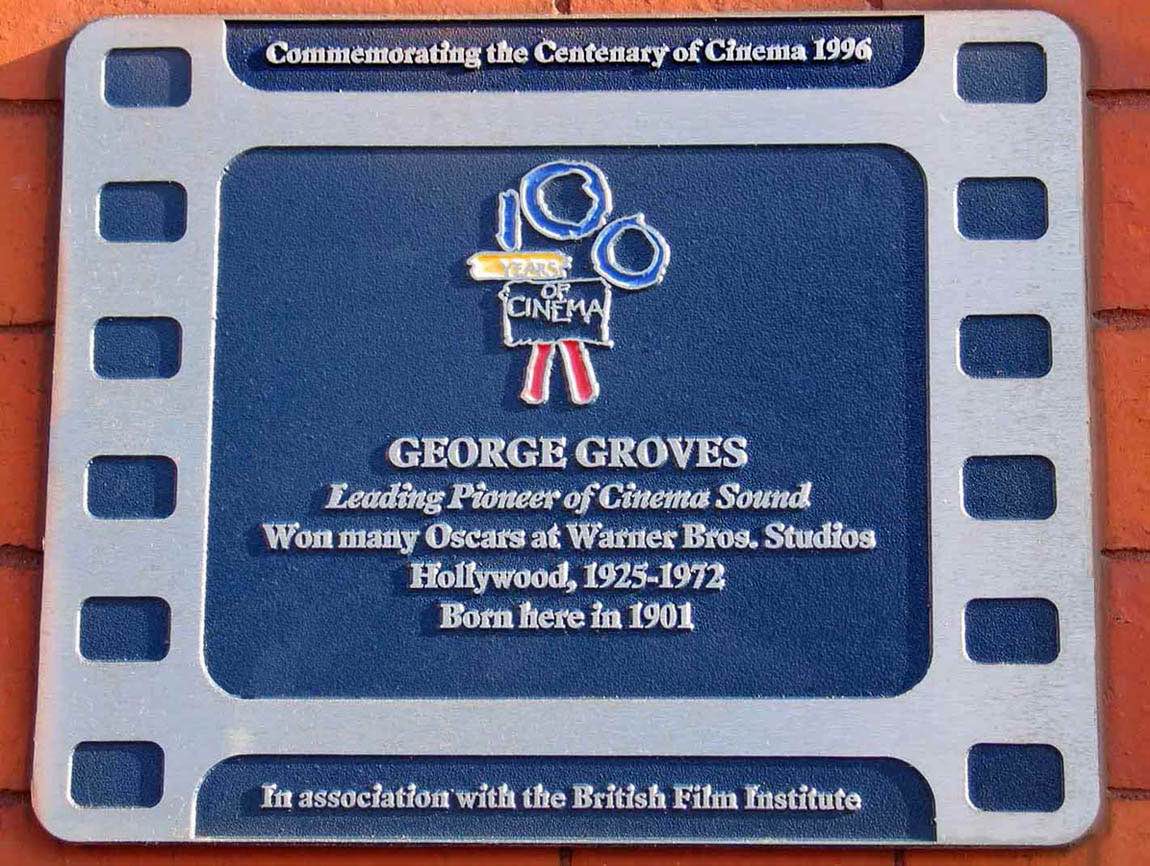 Commemorating the Centenary of Cinema 1996
100
YEARS
OF
CINEMA
GEORGE GROVES
Leading Pioneer of Cinema Sound
Won many Oscars at Warner Bros. Studios
Hollywood, 1925-1972
Born here in 1901
In association with the British Film Institute